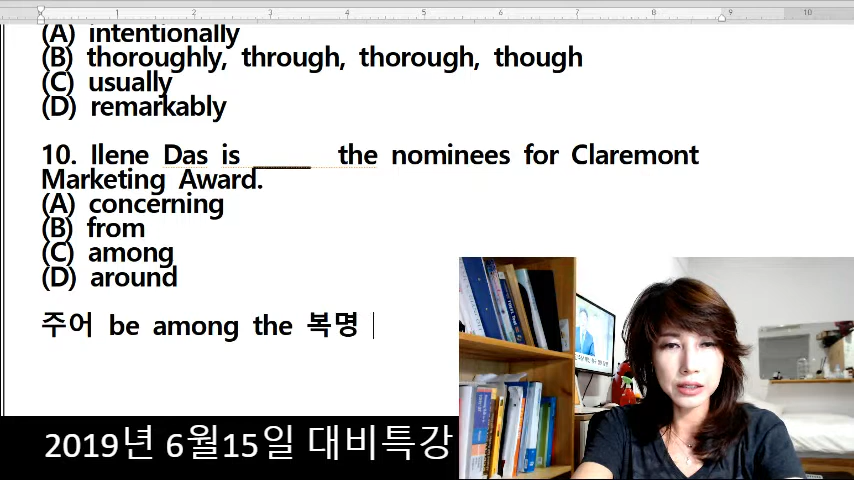 (A) intentionally
(B) thoroughly, through, thorough, though
(C) usually
(D) remarkably
10. Ilene Das is ____ the nominees for Claremont
Marketing Award.
(A) concerning
(B) from
(C) among
(D) around
주어 be among the 복명
2019년 6월15일 대비특강